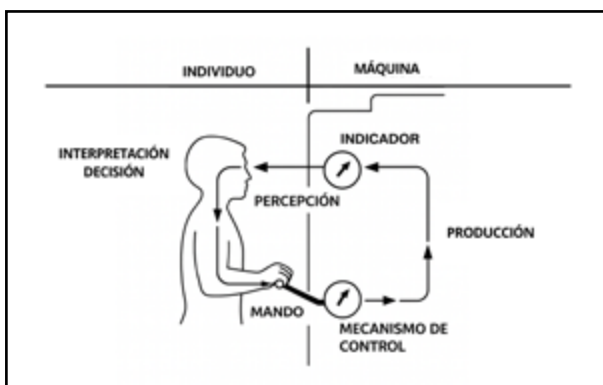 INDIVIDUO
MÁQUINA
INTERPRETACIÓN
DECISIÓN
INDICADOR
PERCEPCIÓN
PRODUCCIÓN
MANDO
MECANISMO DE
CONTROL